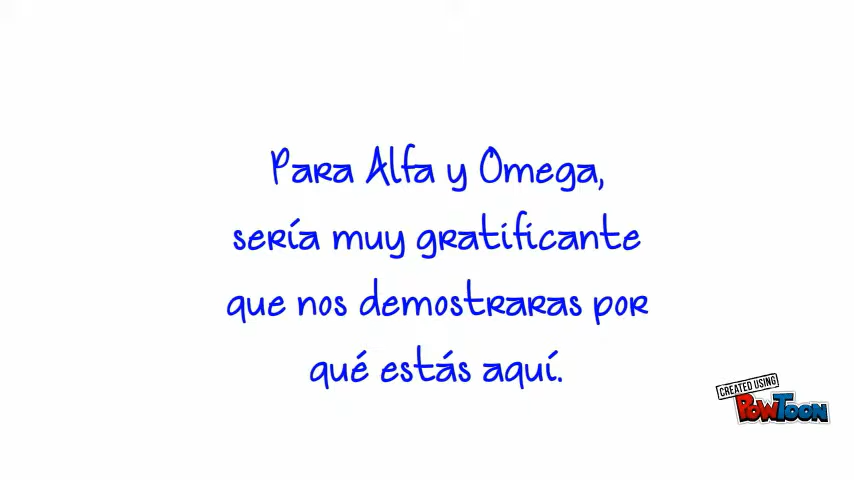 Para Alfa y Omega,
sería muy gratificante
que nos demostraras por
qué estás aquí.
CREATED USING
POWTOON